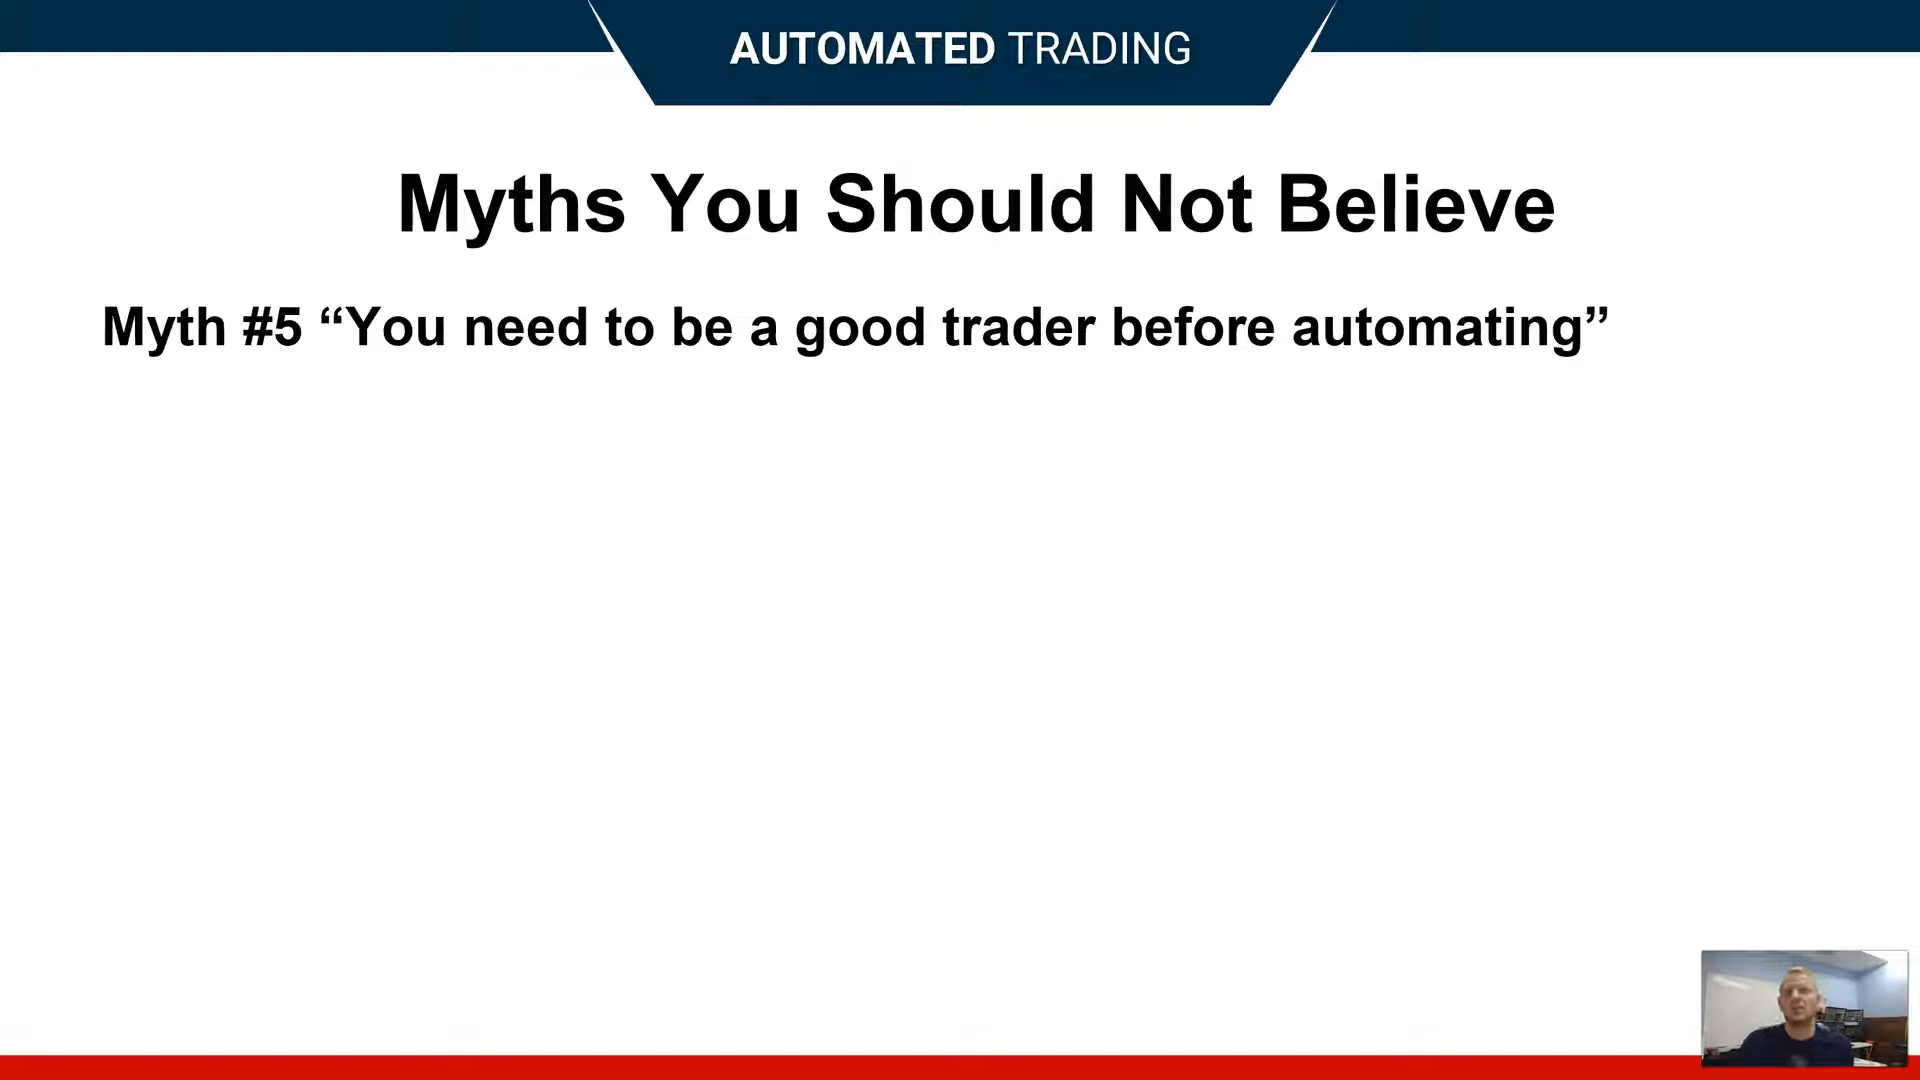 AUTOMATED TRADING
Myths You Should Not Believe
Myth #5 “You need to be a good trader before automating”